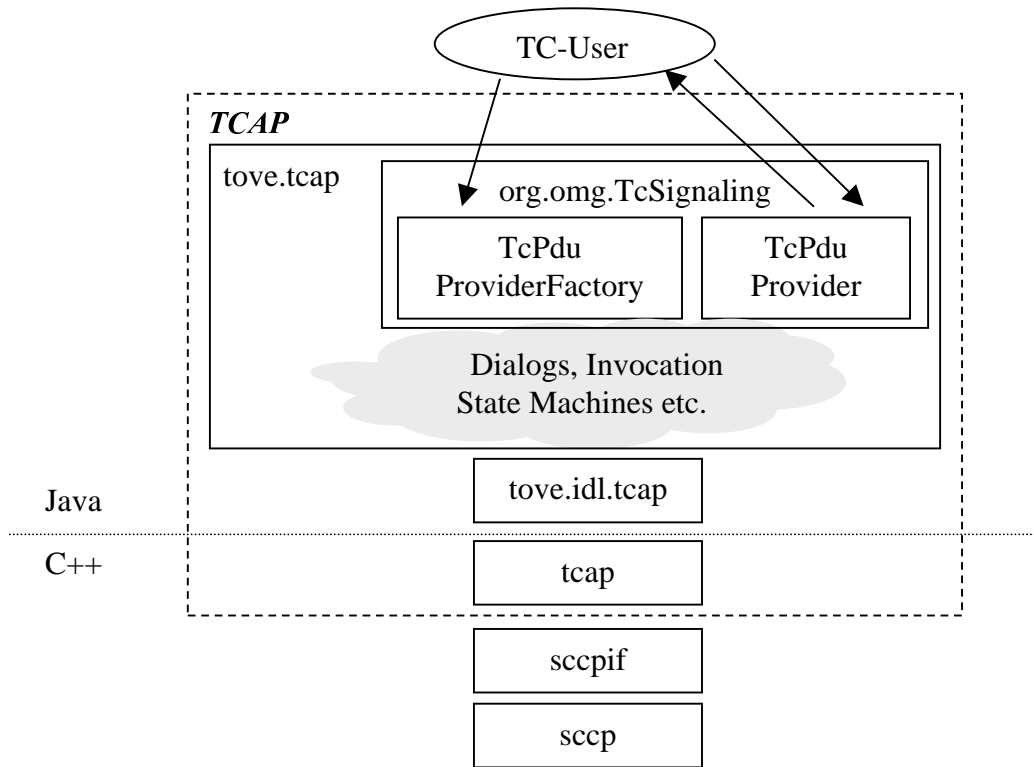 TC-User
TCAP
tove.tcap
org.omg.TcSignaling
TcPdu
ProviderFactory
TcPdu
Provider
Dialogs, Invocation
State Machines etc.
tove.idl.tcap
Java
C++
tcap
sccpif
sccp